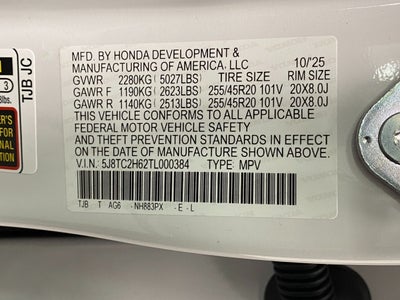 MFD. BY HONDA DEVELOPMENT &
MANUFACTURING OF AMERICA, LLC 10/'25
GVWR 2280KG (5027LBS) TIRE SIZE RIM SIZE
GAWR F 1190KG (2623LBS) 255/45R20 101V 20X8.0J
GAWR R 1140KG (2513LBS) 255/45R20 101V 20X8.0J
THIS VEHICLE CONFORMS TO ALL APPLICABLE
FEDERAL MOTOR VEHICLE SAFETY
AND THEFT PREVENTION STANDARDS IN EFFECT
ON THE DATE OF MANUFACTURE SHOWN ABOVE.
V.I.N. 5J8TC2H62TL000384 TYPE MPV
TJB T AG6 NH883PX E-L
TJB JC
3
lbs.